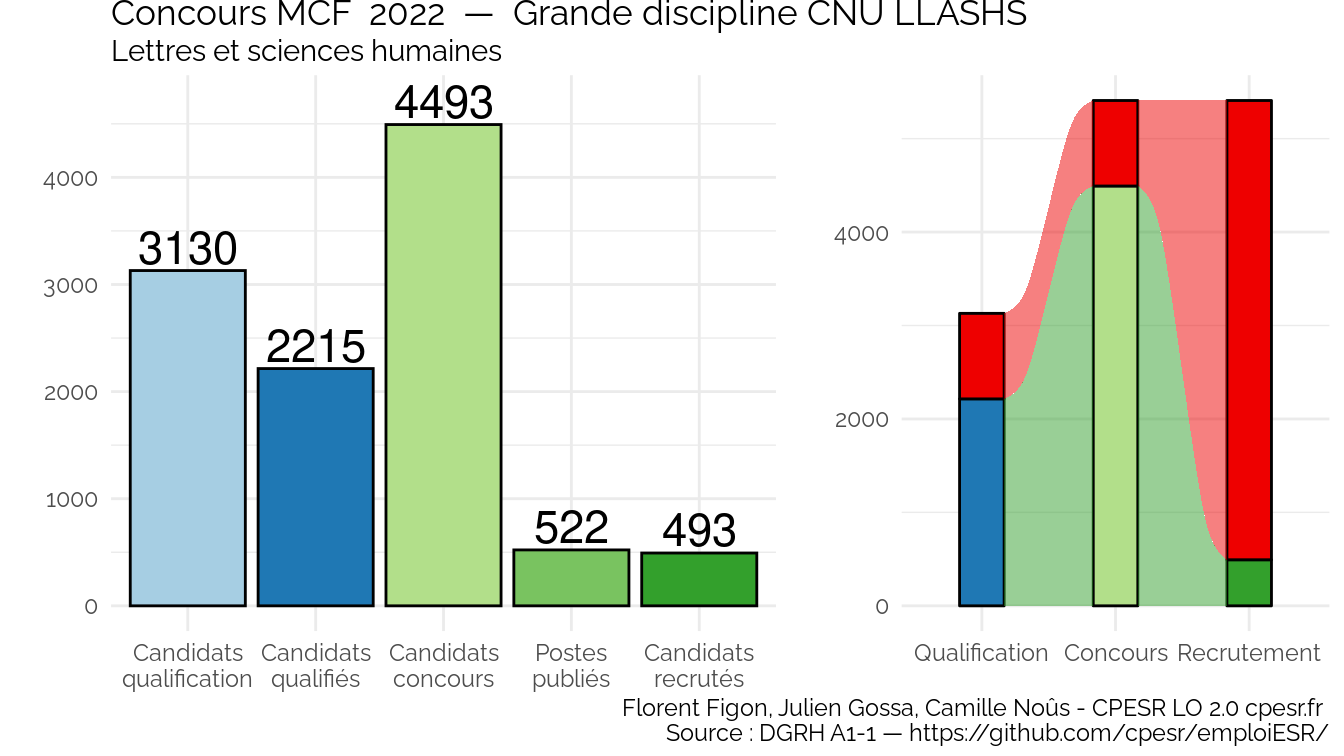 Concours MCF 2022 — Grande discipline CNU LLASHS
Lettres et sciences humaines
4493
3130
2215
522
493
4000
3000
2000
1000
0
Candidats qualification
Candidats qualifiés
Candidats concours
Postes publiés
Candidats recrutés
4000
2000
0
Qualification Concours Recrutement
Florent Figon, Julien Gossa, Camille Noûs - CPESR LO 2.0 cpesr.fr
Source : DGRH A1-1 — https://github.com/cpesr/emploiESR/